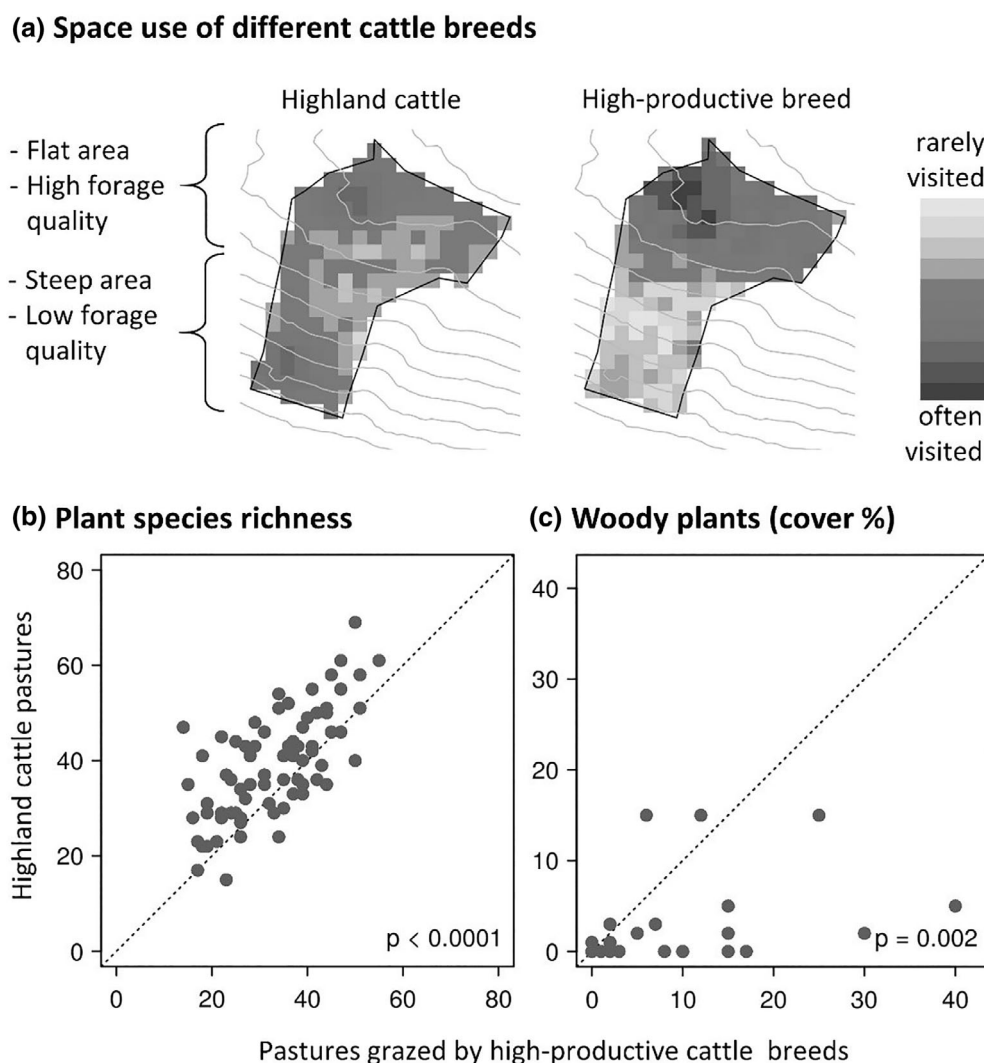 (a) Space use of different cattle breeds
Highland cattle
High-productive breed
- Flat area
- High forage
quality
- Steep area
- Low forage
quality
rarely
visited
often
visited
(b) Plant species richness
(c) Woody plants (cover %)
Highland cattle pastures
80
60
40
20
0
p < 0.0001
0 20 40 60 80
40
30
20
10
0
p = 0.002
0 10 20 30 40
Pastures grazed by high-productive cattle breeds